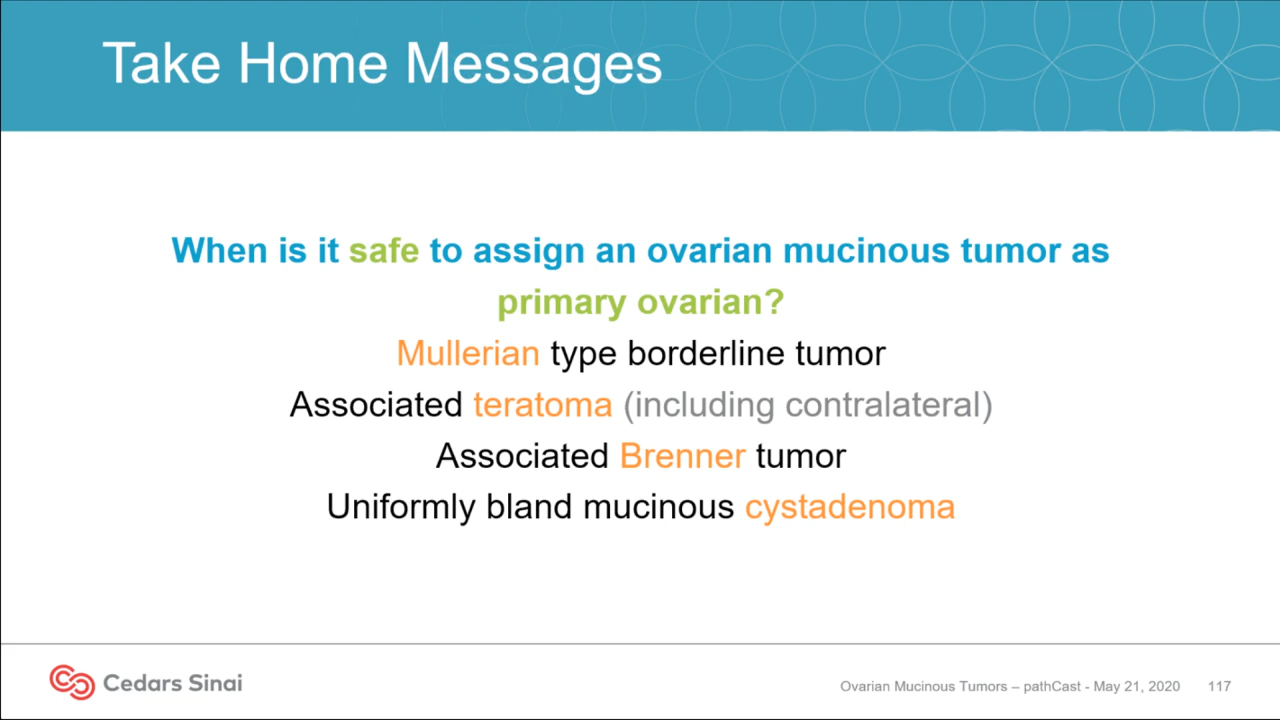 Take Home Messages
When is it safe to assign an ovarian mucinous tumor as
primary ovarian?
Mullerian type borderline tumor
Associated teratoma (including contralateral)
Associated Brenner tumor
Uniformly bland mucinous cystadenoma
Cedars Sinai
Ovarian Mucinous Tumors – pathCast - May 21, 2020 117